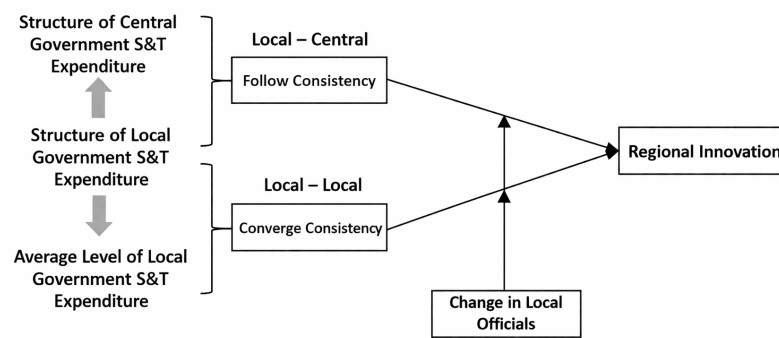 Structure of Central
Government S&T
Expenditure
Local – Central
Follow Consistency
Structure of Local
Government S&T
Expenditure
Regional Innovation
Local – Local
Converge Consistency
Average Level of Local
Government S&T
Expenditure
Change in Local
Officials